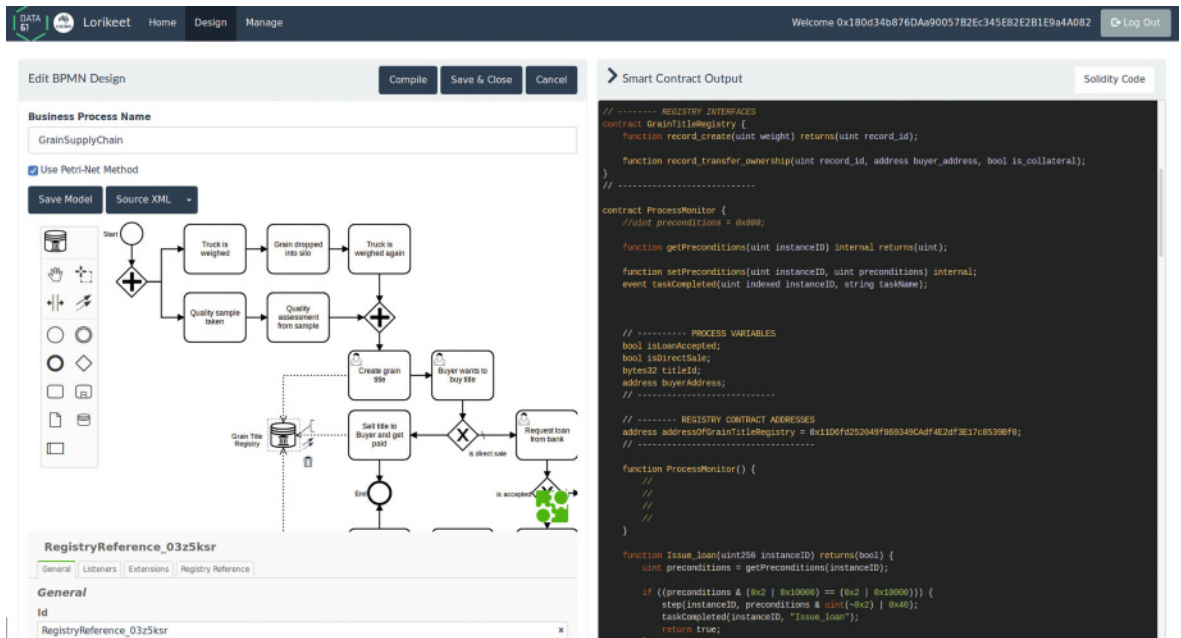 DATA
61
CSIRO
Lorikeet
Home
Design
Manage
Welcome 0x180d34b876DAa90057B2Ec345E82E2B1E9a4A082
Log Out
Edit BPMN Design
Compile
Save & Close
Cancel
Business Process Name
GrainSupplyChain
Use Petri-Net Method
Save Model
Source XML
Start
Truck is
weighed
Grain dropped
into silo
Truck is
weighed again
Quality sample
taken
Quality
assessment
from sample
Create grain
title
Buyer wants to
buy title
Grain Title
Registry
Sell title to
Buyer and get
paid
Request loan
from bank
is direct sale
End
is accepted
RegistryReference_03z5ksr
General
Listeners
Extensions
Registry Reference
General
Id
RegistryReference_03z5ksr
x
Smart Contract Output
Solidity Code
// -------- REGISTRY INTERFACES
contract GrainTitleRegistry {
function record_create(uint weight) returns(uint record_id);
function record_transfer_ownership(uint record_id, address buyer_address, bool is_collateral);
}
// ----------------------------
contract ProcessMonitor {
//uint preconditions = 0x800;
function getPreconditions(uint instanceID) internal returns(uint);
function setPreconditions(uint instanceID, uint preconditions) internal;
event taskCompleted(uint indexed instanceID, string taskName);
// ---------- PROCESS VARIABLES
bool isLoanAccepted;
bool isDirectSale;
bytes32 titleId;
address buyerAddress;
// ----------------------------
// -------- REGISTRY CONTRACT ADDRESSES
address addressOfGrainTitleRegistry =
// ------------------------------
function ProcessMonitor() {
//
//
//
//
}
function Issue_loan(uint256 instanceID) returns(bool) {
uint preconditions = getPreconditions(instanceID);
if ((preconditions & (0x2 | 0x10000) == (0x2 | 0x10000))) {
step(instanceID, preconditions & uint(~0x2) | 0x40);
taskCompleted(instanceID, "Issue_loan");
return true;